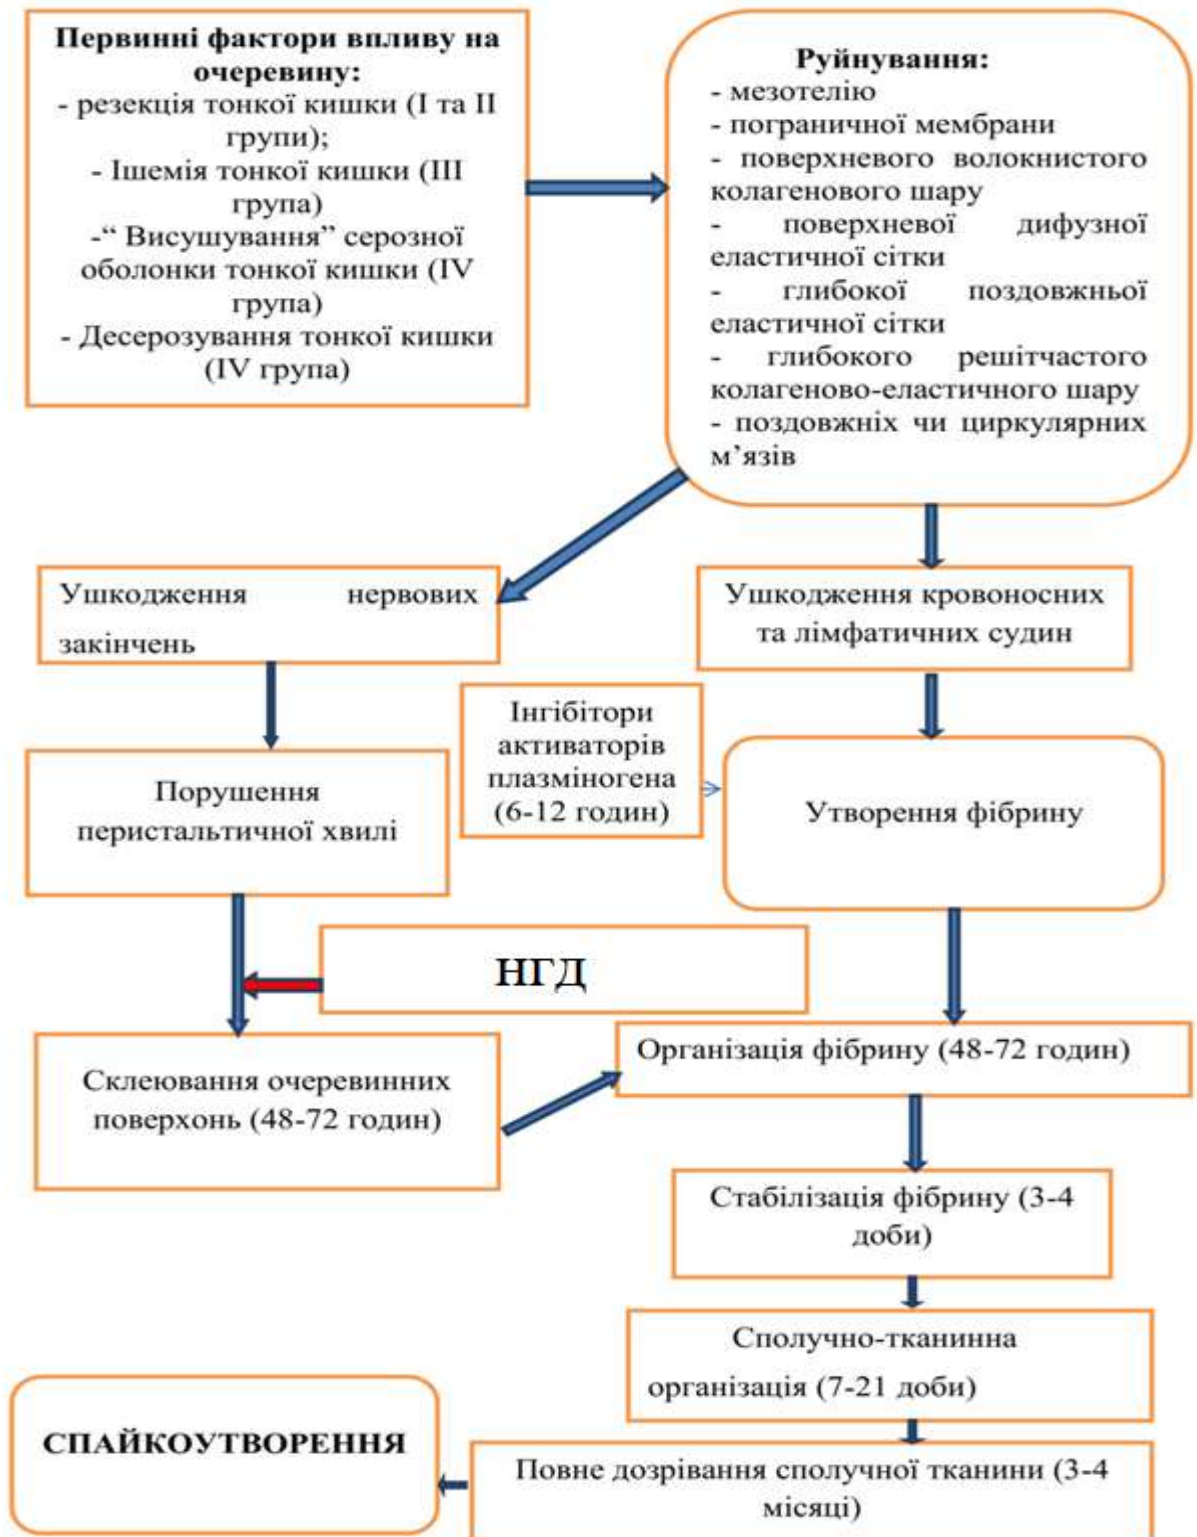 Первинні фактори впливу на
очеревину:
- резекція тонкої кишки (I та II
групи);
- Ішемія тонкої кишки (III
група)
-“ Висушування” серозної
оболонки тонкої кишки (IV
група)
- Десерозування тонкої кишки
(IV група)
Руйнування:
- мезотелію
- пограничної мембрани
- поверхневого волокнистого
колагенового шару
- поверхневої дифузної
еластичної сітки
- глибокої поздовжньої
еластичної сітки
- глибокого решітчастого
колагеново-еластичного шару
- поздовжніх чи циркулярних
м’язів
Ушкодження нервових
закінчень
Ушкодження кровоносних
та лімфатичних судин
Інгібітори
активаторів
плазміногена
(6-12 годин)
Порушення
перистальтичної хвилі
Утворення фібрину
НГД
Склеювання очеревинних
поверхонь (48-72 годин)
Організація фібрину (48-72 годин)
Стабілізація фібрину (3-4
доби)
Сполучно-тканинна
організація (7-21 доби)
СПАЙКОУТВОРЕННЯ
Повне дозрівання сполучної тканини (3-4
місяці)